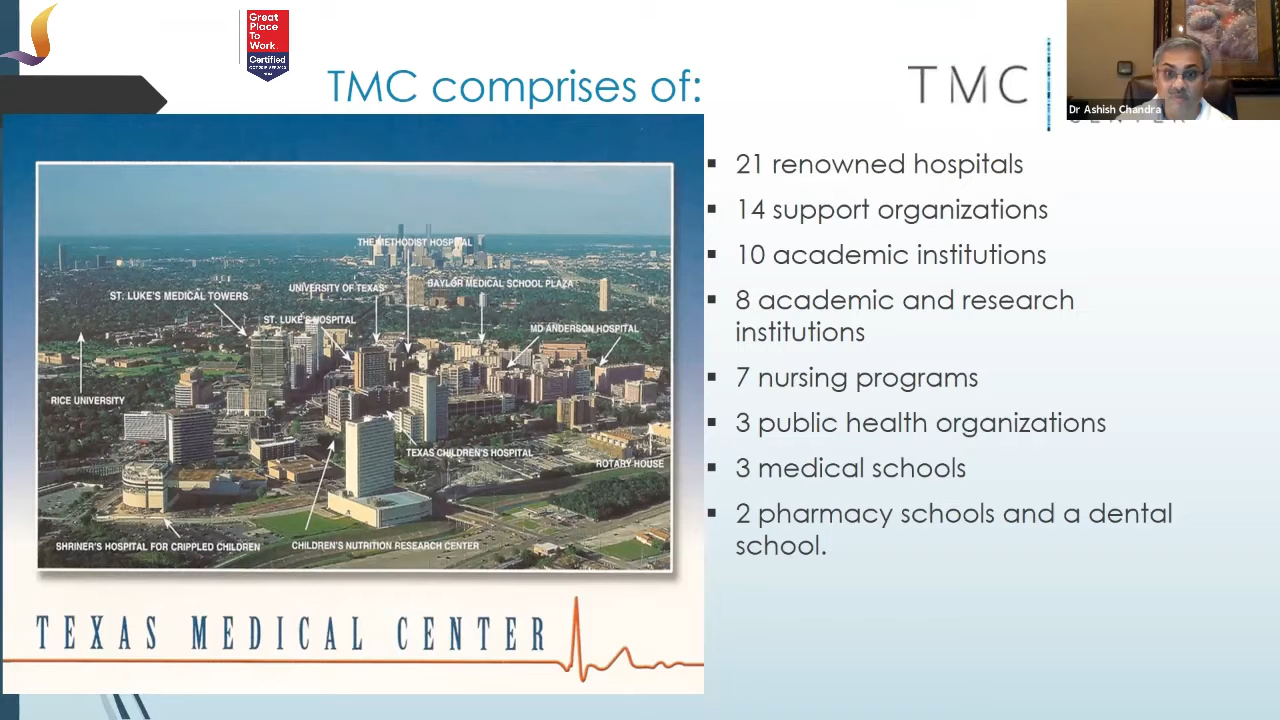 Great
Place
To
Work.
Certified
TMC comprises of:
TMC
Dr Ashish Chandra
▪ 21 renowned hospitals
▪ 14 support organizations
▪ 10 academic institutions
▪ 8 academic and research
institutions
▪ 7 nursing programs
▪ 3 public health organizations
▪ 3 medical schools
▪ 2 pharmacy schools and a dental
school.
THE METHODIST HOSPITAL
UNIVERSITY OF TEXAS
BAYLOR MEDICAL SCHOOL PLAZA
ST. LUKE'S MEDICAL TOWERS
ST. LUKE'S HOSPITAL
MD ANDERSON HOSPITAL
RICE UNIVERSITY
TEXAS CHILDREN'S HOSPITAL
ROTARY HOUSE
SHRINER'S HOSPITAL FOR CRIPPLED CHILDREN
CHILDREN'S NUTRITION RESEARCH CENTER
TEXAS MEDICAL CENTER